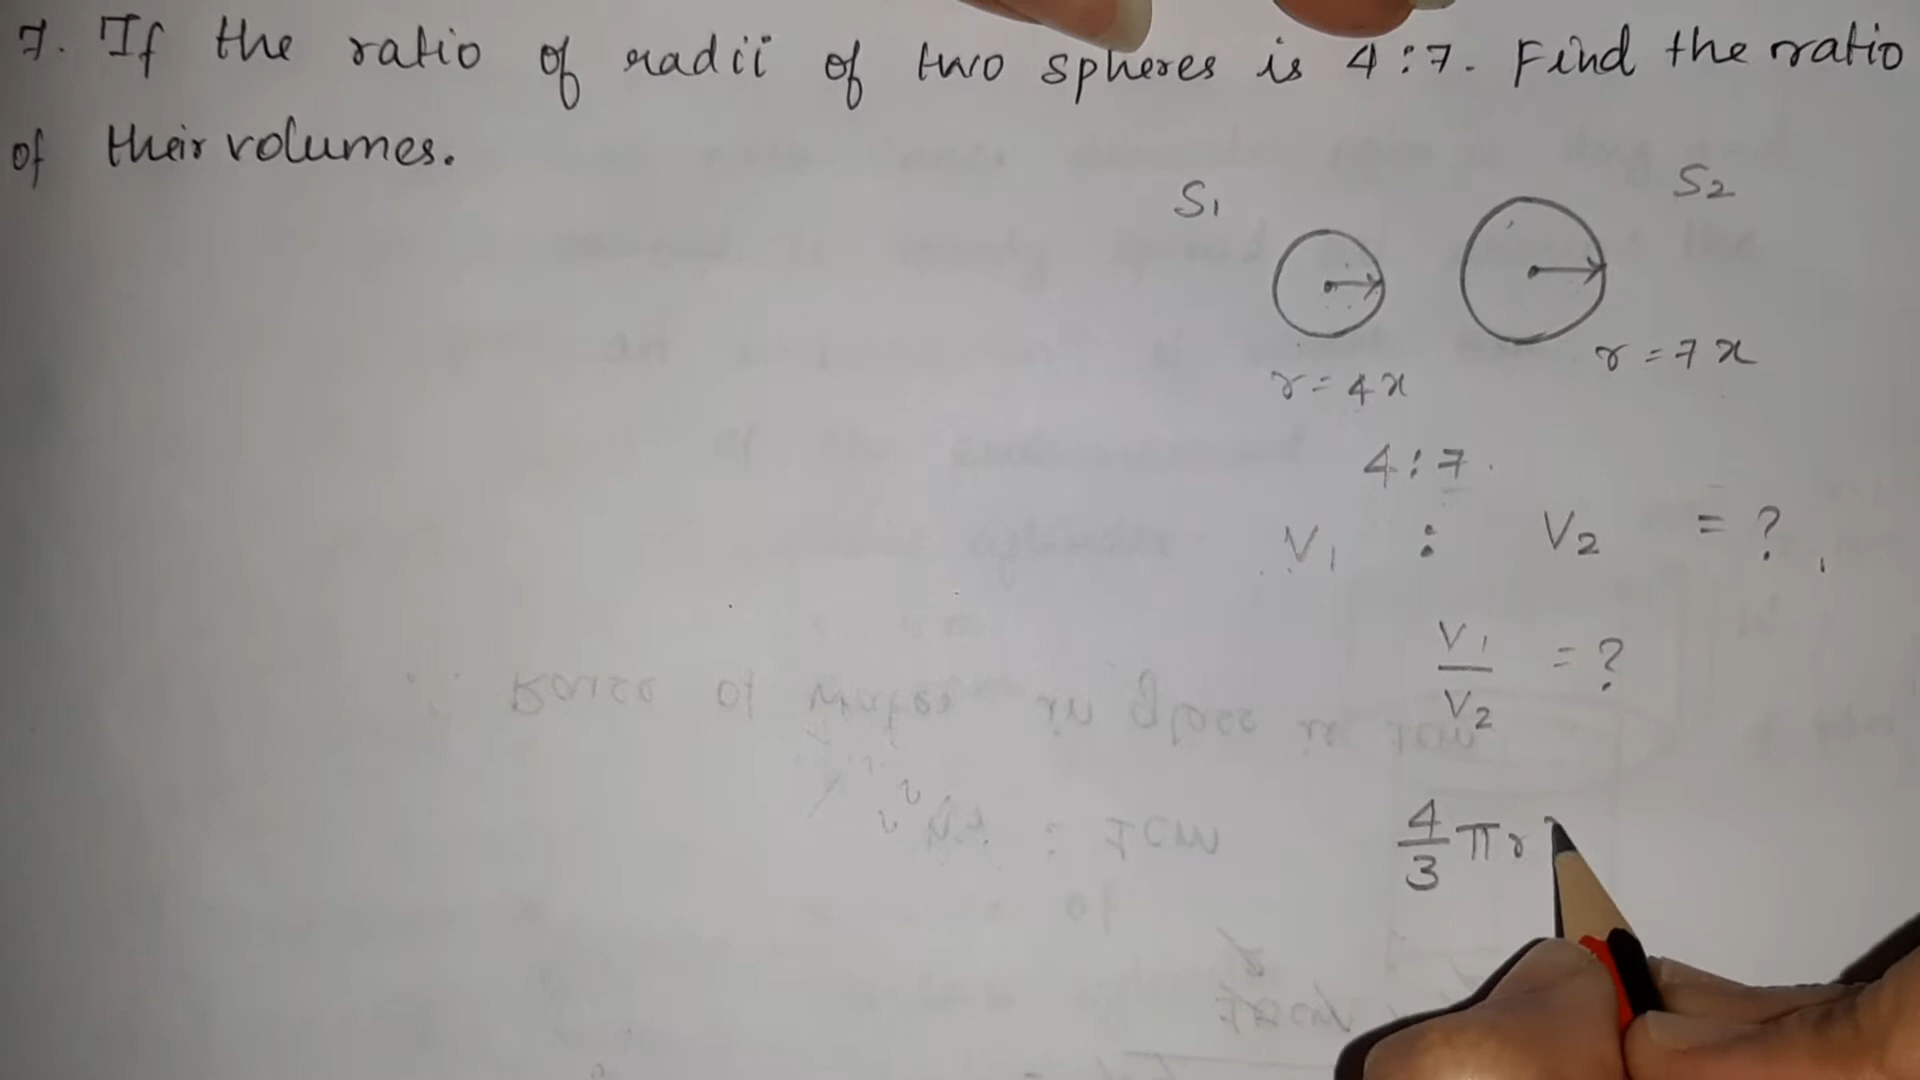 7. If the ratio of radii of two spheres is 4:7. Find the ratio
of their volumes.
S1 S2
r = 4x r = 7x
4:7.
V1 : V2 = ?
V1/V2 = ?
4/3 πr